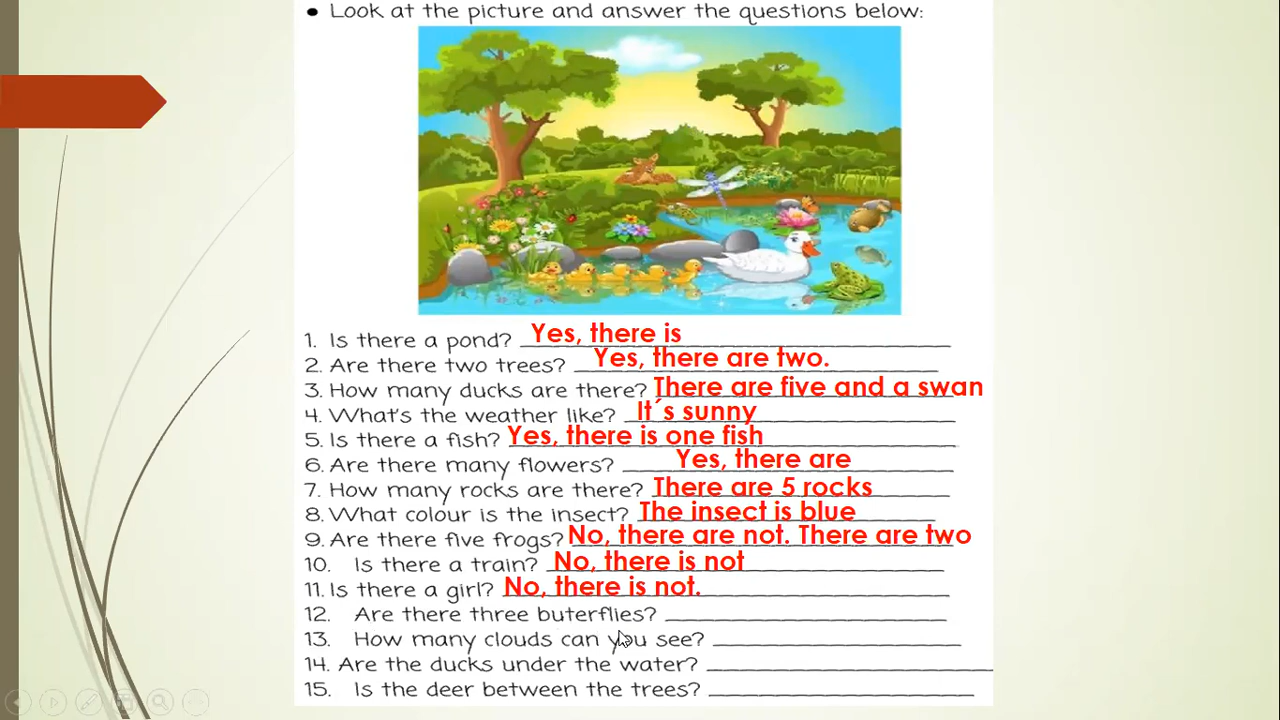 • Look at the picture and answer the questions below:
1. Is there a pond? Yes, there is
2. Are there two trees? Yes, there are two.
3. How many ducks are there? There are five and a swan
4. What's the weather like? It´s sunny
5. Is there a fish? Yes, there is one fish
6. Are there many flowers? Yes, there are
7. How many rocks are there? There are 5 rocks
8. What colour is the insect? The insect is blue
9. Are there five frogs? No, there are not. There are two
10. Is there a train? No, there is not
11. Is there a girl? No, there is not.
12. Are there three buterflies?
13. How many clouds can you see?
14. Are the ducks under the water?
15. Is the deer between the trees?